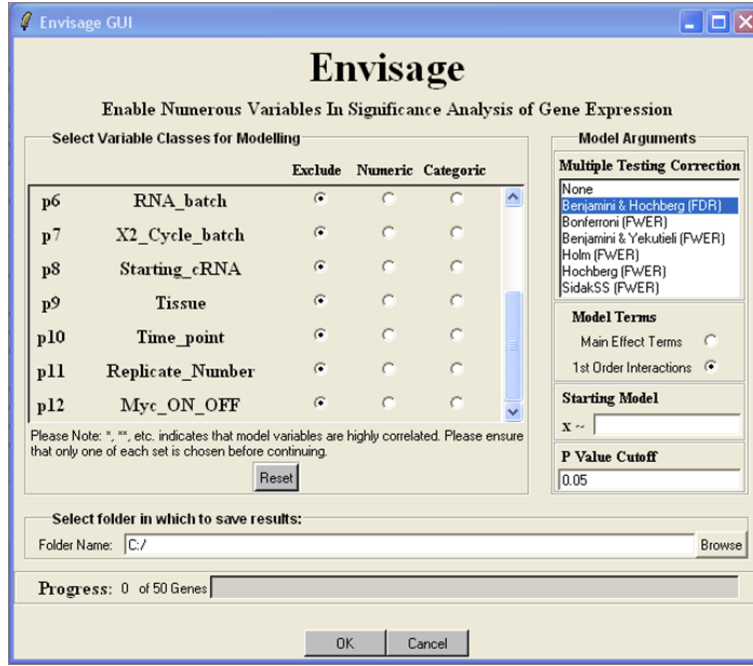 Envisage GUI
Envisage
Enable Numerous Variables In Significance Analysis of Gene Expression
Select Variable Classes for Modelling
Exclude Numeric Categoric
p6 RNA_batch
p7 X2_Cycle_batch
p8 Starting_cRNA
p9 Tissue
p10 Time_point
p11 Replicate_Number
p12 Myc_ON_OFF
Please Note: *, **, etc. indicates that model variables are highly correlated. Please ensure
that only one of each set is chosen before continuing.
Reset
Model Arguments
Multiple Testing Correction
None
Benjamini & Hochberg (FDR)
Bonferroni (FWER)
Benjamini & Yekutieli (FWER)
Holm (FWER)
Hochberg (FWER)
SidakSS (FWER)
Model Terms
Main Effect Terms
1st Order Interactions
Starting Model
x ~
P Value Cutoff
0.05
Select folder in which to save results:
Folder Name: C:/ Browse
Progress: 0 of 50 Genes
OK Cancel